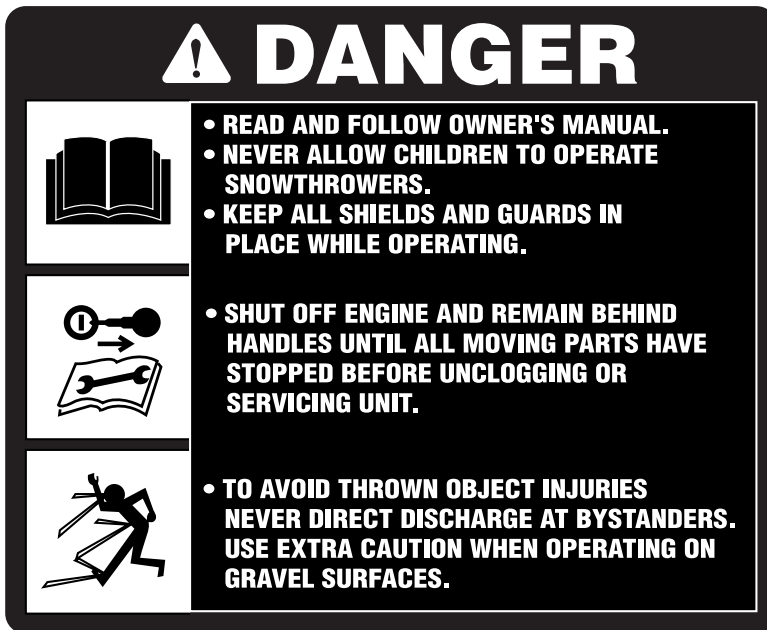 DANGER
• READ AND FOLLOW OWNER'S MANUAL.
• NEVER ALLOW CHILDREN TO OPERATE
SNOWTHROWERS.
• KEEP ALL SHIELDS AND GUARDS IN
PLACE WHILE OPERATING.
• SHUT OFF ENGINE AND REMAIN BEHIND
HANDLES UNTIL ALL MOVING PARTS HAVE
STOPPED BEFORE UNCLOGGING OR
SERVICING UNIT.
• TO AVOID THROWN OBJECT INJURIES
NEVER DIRECT DISCHARGE AT BYSTANDERS.
USE EXTRA CAUTION WHEN OPERATING ON
GRAVEL SURFACES.